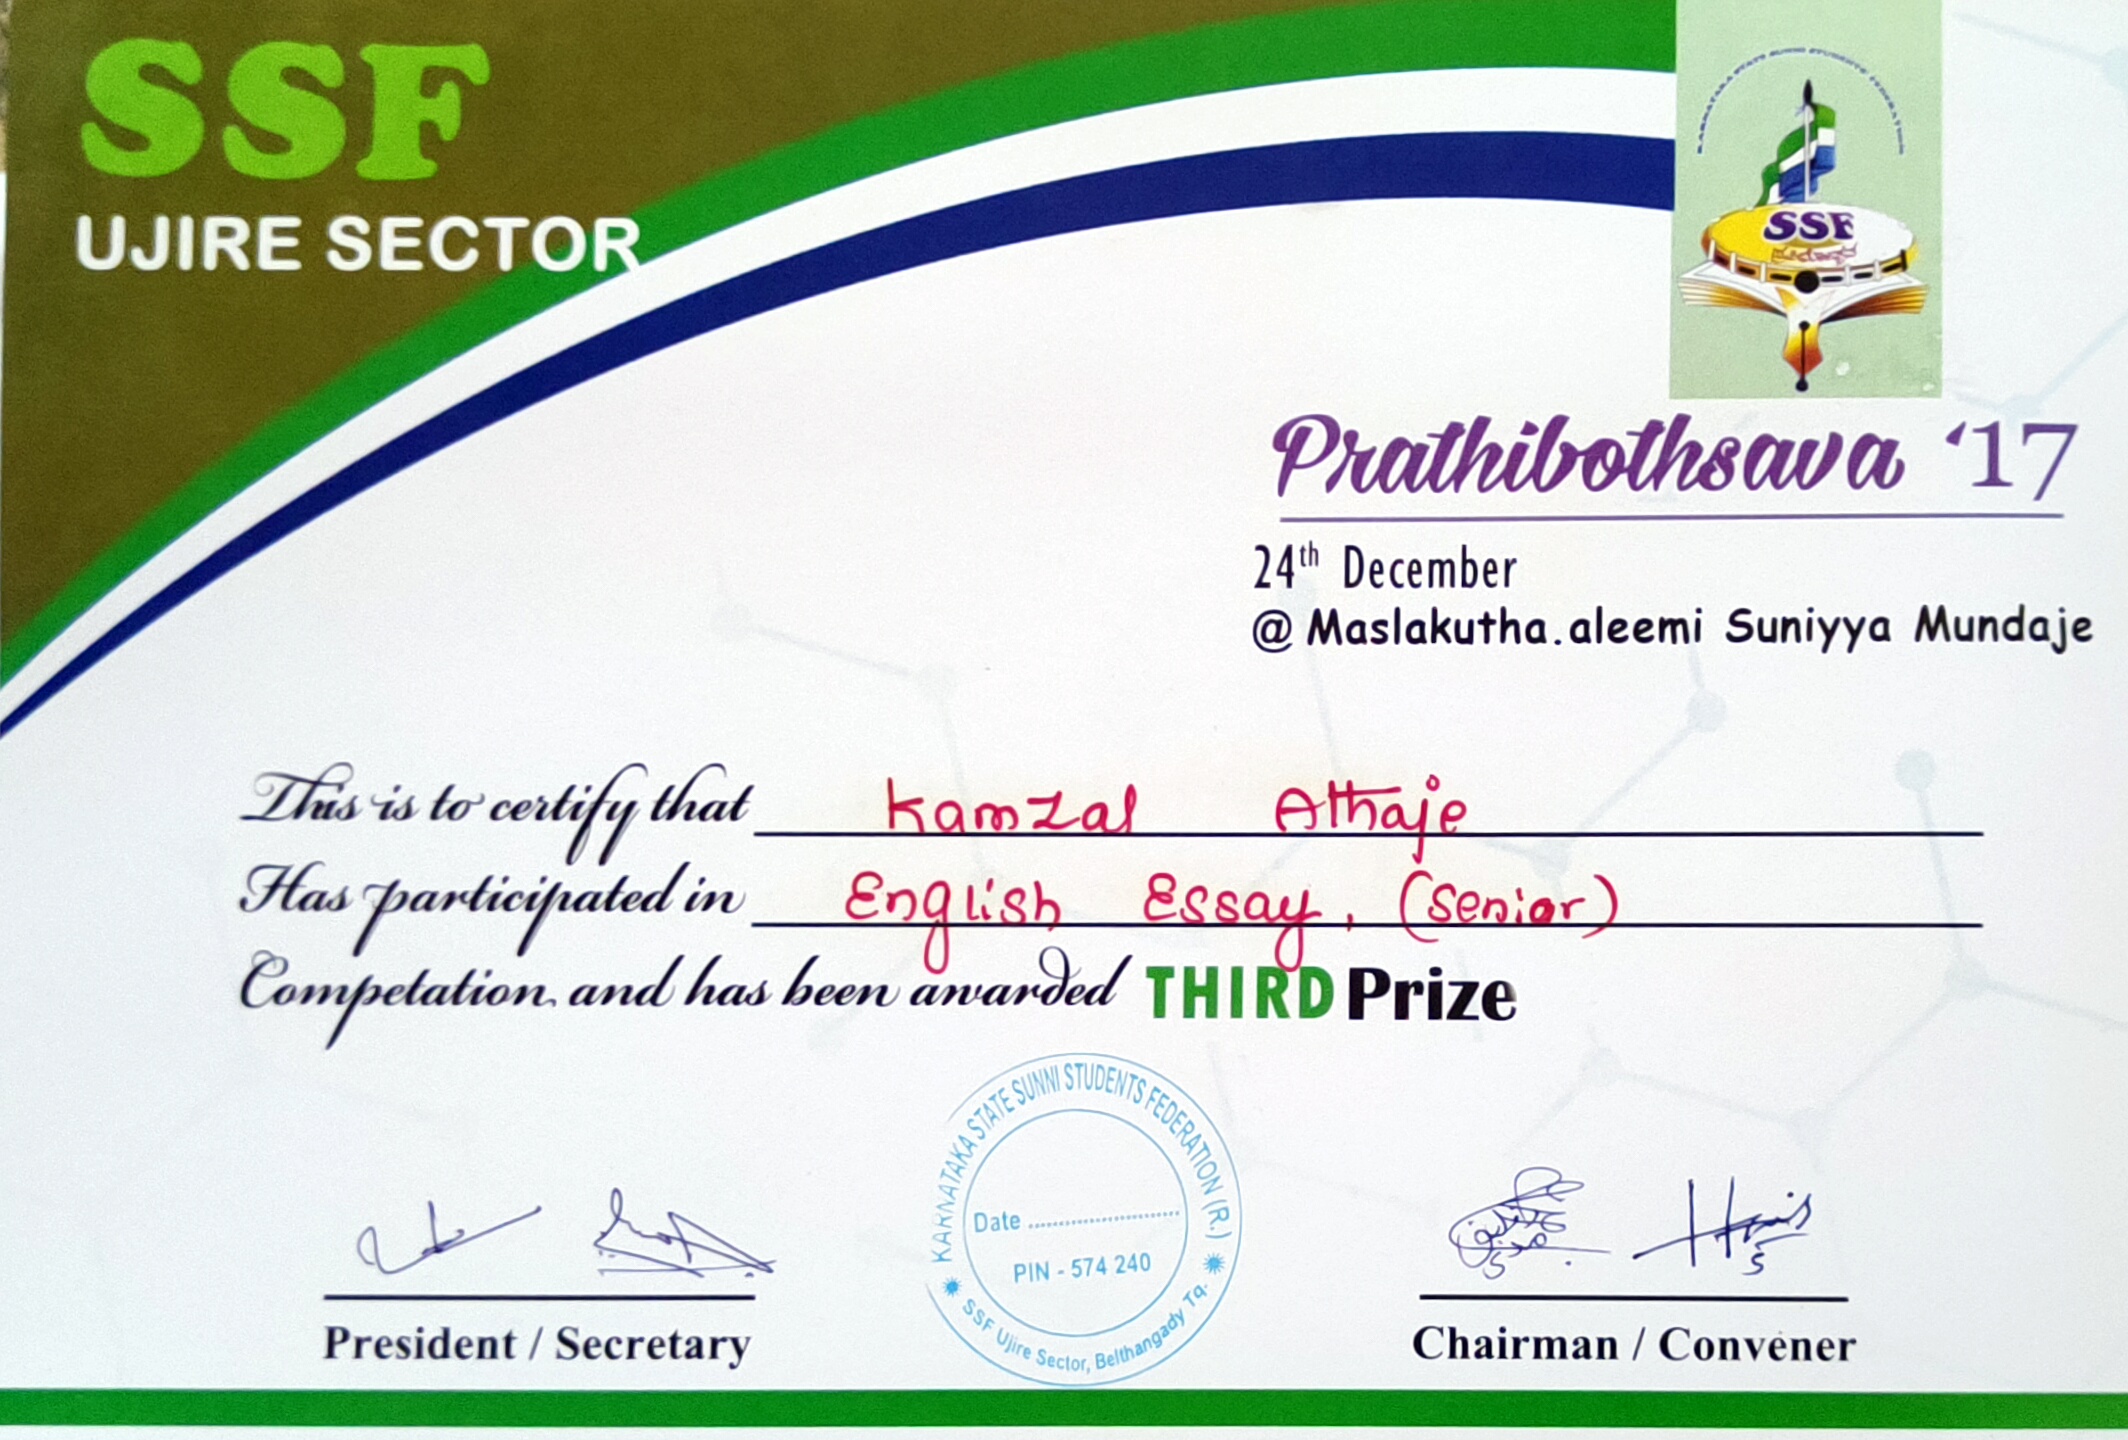 SSF
UJIRE SECTOR
KARNATAKA STATE SUNNI STUDENTS FEDERATION
SSF
Prathibothsava '17
24th December
@ Maslakutha.aleemi Suniyya Mundaje
This is to certify that Kamzal Athaje
Has participated in English Essay, (Senior)
Competation and has been awarded THIRD Prize
KARNATAKA STATE SUNNI STUDENTS FEDERATION (R.)
Date ..............................
PIN - 574 240
SSF Ujire Sector, Belthangady Tq.
President / Secretary
Chairman / Convener